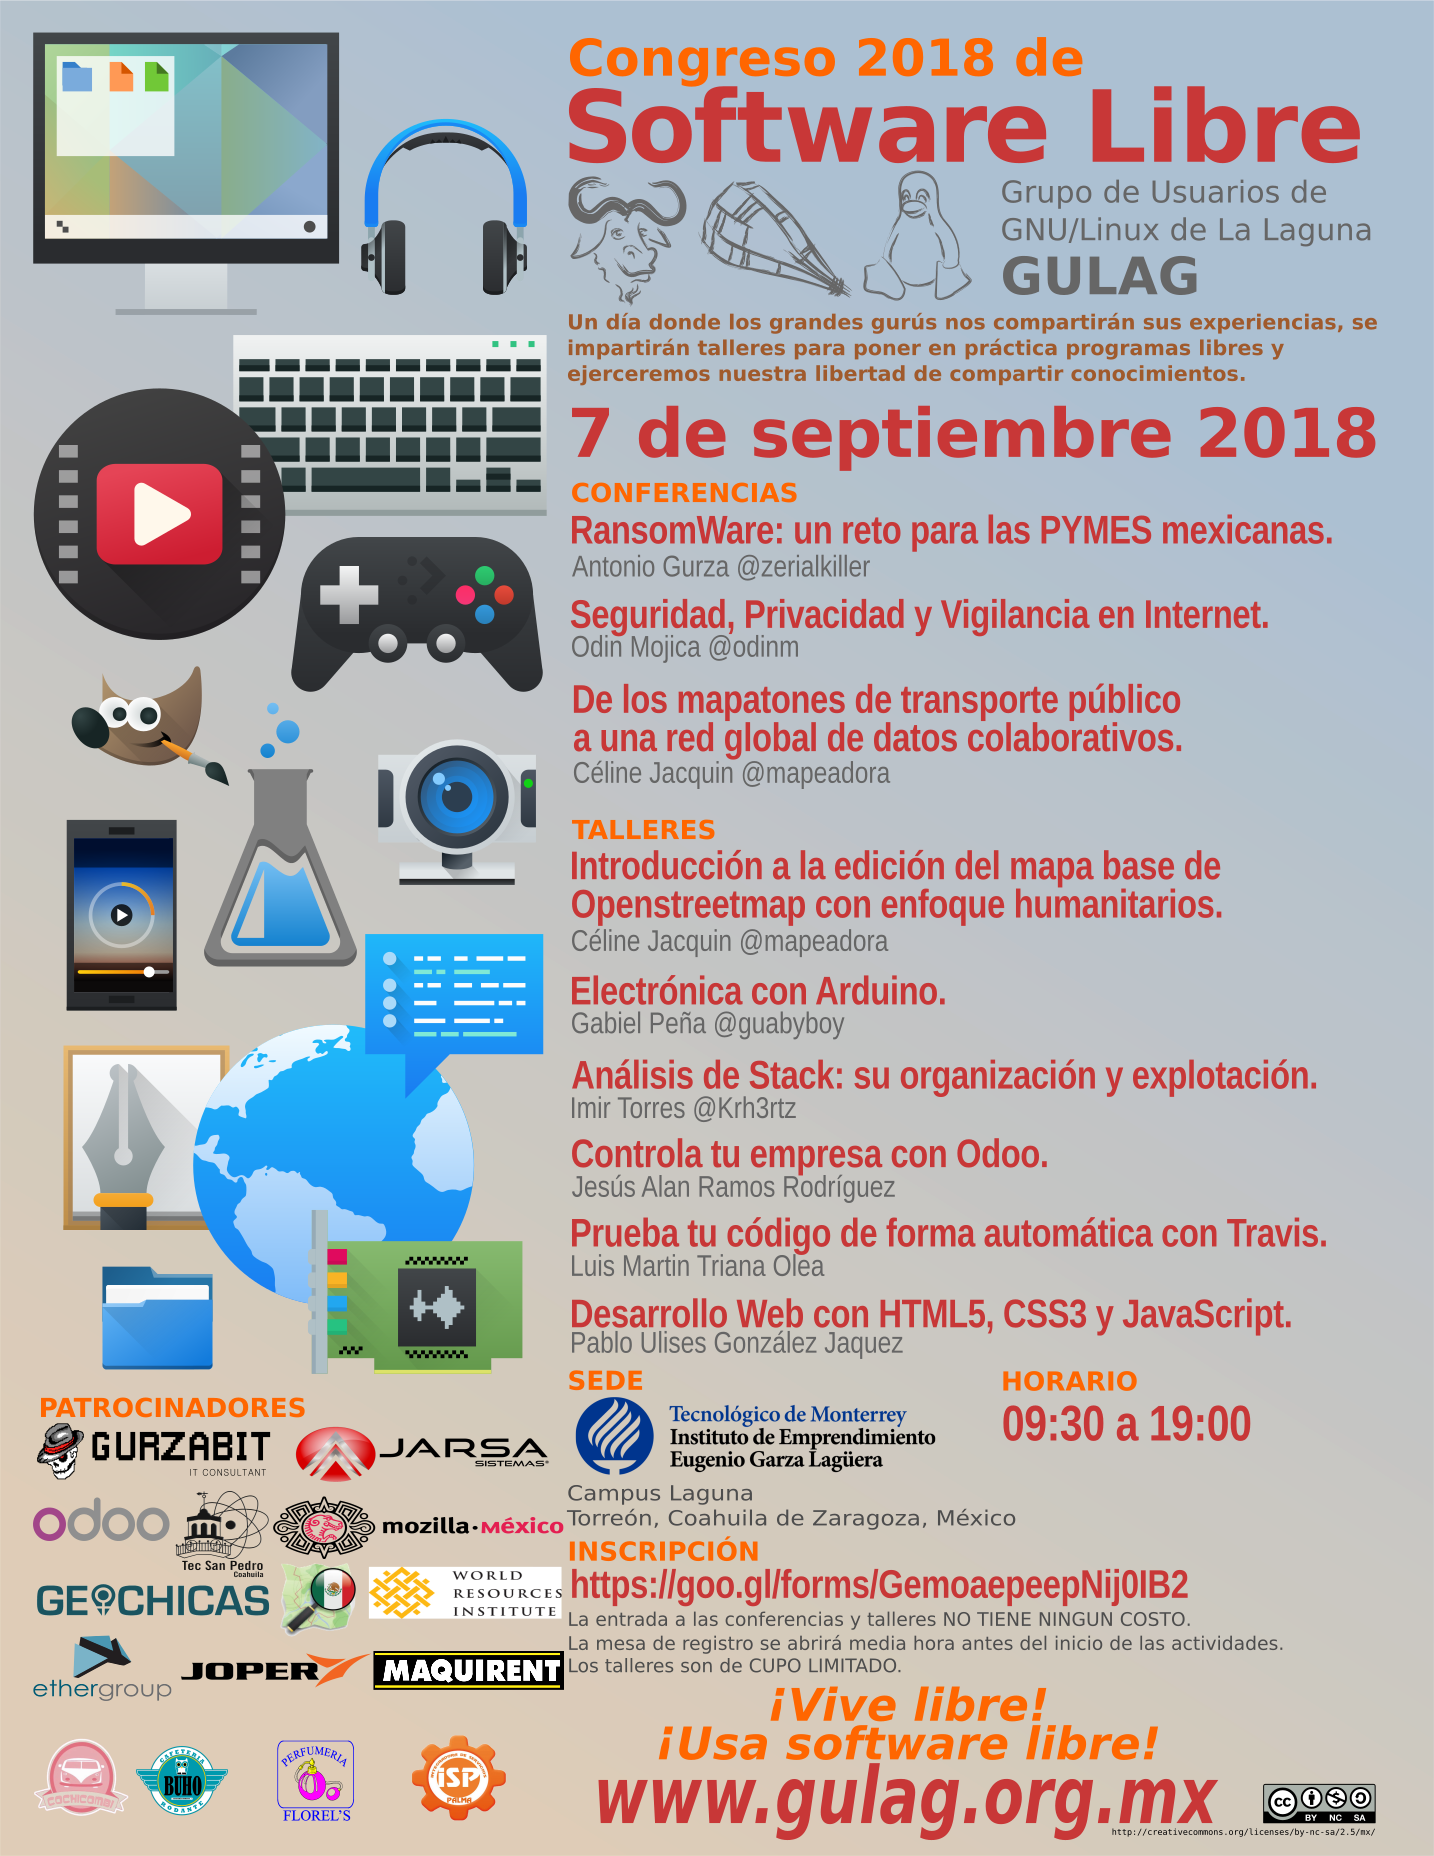 Congreso 2018 de
Software Libre
Grupo de Usuarios de
GNU/Linux de La Laguna
GULAG
Un día donde los grandes gurús nos compartirán sus experiencias, se
impartirán talleres para poner en práctica programas libres y
ejerceremos nuestra libertad de compartir conocimientos.
7 de septiembre 2018
CONFERENCIAS
RansomWare: un reto para las PYMES mexicanas.
Antonio Gurza @zerialkiller
Seguridad, Privacidad y Vigilancia en Internet.
Odin Mojica @odinm
De los mapatones de transporte público
a una red global de datos colaborativos.
Céline Jacquin @mapeadora
TALLERES
Introducción a la edición del mapa base de
Openstreetmap con enfoque humanitarios.
Céline Jacquin @mapeadora
Electrónica con Arduino.
Gabiel Peña @guabyboy
Análisis de Stack: su organización y explotación.
Imir Torres @Krh3rtz
Controla tu empresa con Odoo.
Jesús Alan Ramos Rodríguez
Prueba tu código de forma automática con Travis.
Luis Martin Triana Olea
Desarrollo Web con HTML5, CSS3 y JavaScript.
Pablo Ulises González Jaquez
SEDE
Tecnológico de Monterrey
Instituto de Emprendimiento
Eugenio Garza Lagüera
Campus Laguna
Torreón, Coahuila de Zaragoza, México
HORARIO
09:30 a 19:00
INSCRIPCIÓN
https://goo.gl/forms/GemoaepeepNij0IB2
La entrada a las conferencias y talleres NO TIENE NINGUN COSTO.
La mesa de registro se abrirá media hora antes del inicio de las actividades.
Los talleres son de CUPO LIMITADO.
¡Vive libre!
¡Usa software libre!
www.gulag.org.mx
cc BY NC SA
http://creativecommons.org/licenses/by-nc-sa/2.5/mx/
PATROCINADORES
GURZABIT
IT CONSULTANT
JARSA
SISTEMAS®
odoo
Tec San Pedro
Coahuila
mozilla·México
GEOCHICAS
WORLD
RESOURCES
INSTITUTE
ethergroup
JOPER
MAQUIRENT
COCHICOMBI
CAFETERIA
BUHO
RODANTE
PERFUMERIA
FLOREL'S
iSP
PALMA